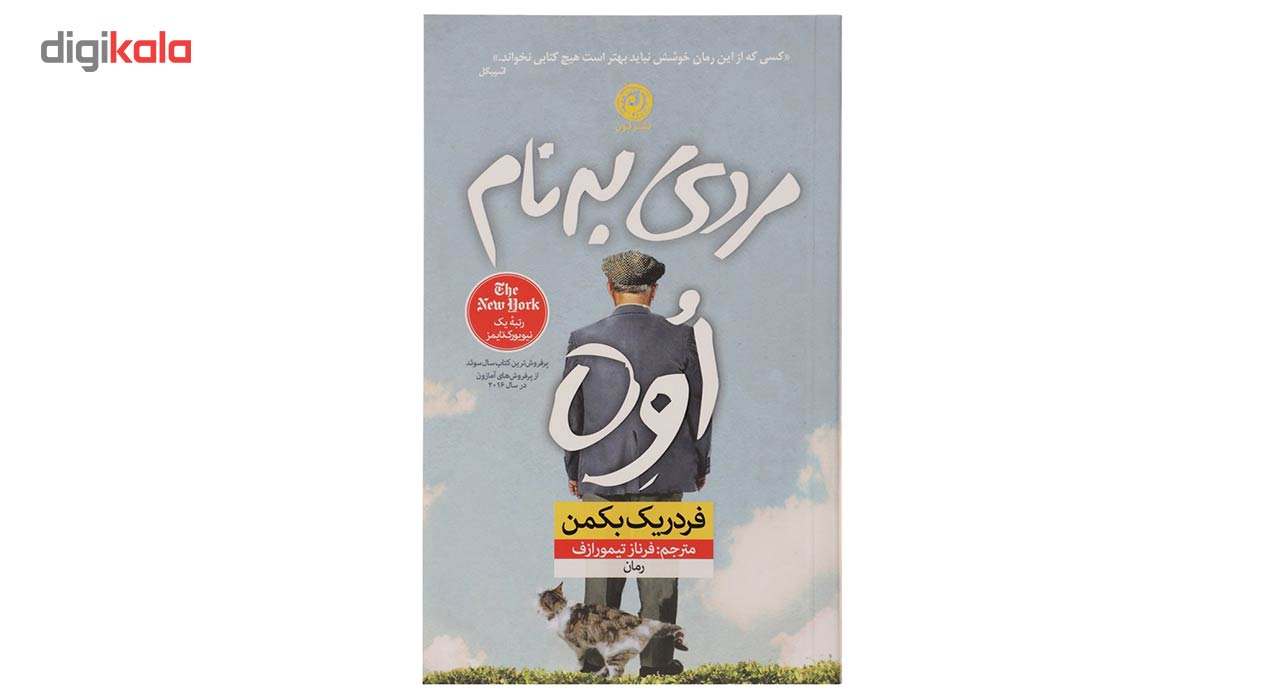 digikala
«کسی که از این رمان خوشش نیاید بهتر است هیچ کتابی نخواند.»
اشپیگل
نشر نون
مردی به نام
اُوِه
The
New York
رتبهٔ یک
نیویورک تایمز
پرفروش‌ترین کتاب سال سوئد
از پرفروش‌های آمازون
در سال ۲۰۱۶
فردریک بکمن
مترجم: فرناز تیمورازف
رمان